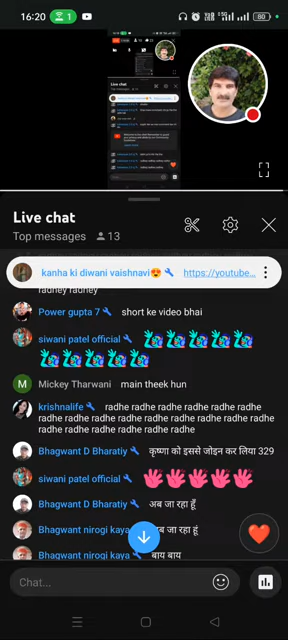 16:20
1
80
Live chat
Top messages 13
kanha ki diwani vaishnavi😍 https://youtube...
radhey radhey
Power gupta 7 short ke video bhai
siwani patel official
M Mickey Tharwani main theek hun
krishnalife radhe radhe radhe radhe radhe
radhe radhe radhe radhe radhe radhe radhe
radhe radhe radhe radhe radhe radhe
Bhagwant D Bharatiy कृष्णा को इससे जोइन कर लिया 329
siwani patel official
Bhagwant D Bharatiy अब जा रहा हूँ
Bhagwant nirogi kaya अब जा रहा हूं
Bhagwant nirogi kaya बाय बाय
Chat...